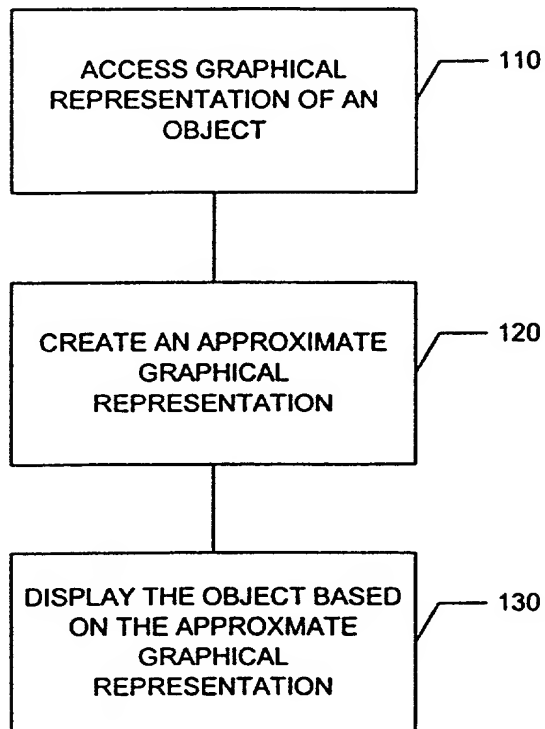 ACCESS GRAPHICAL
REPRESENTATION OF AN
OBJECT
110
CREATE AN APPROXIMATE
GRAPHICAL
REPRESENTATION
120
DISPLAY THE OBJECT BASED
ON THE APPROXMATE
GRAPHICAL
REPRESENTATION
130